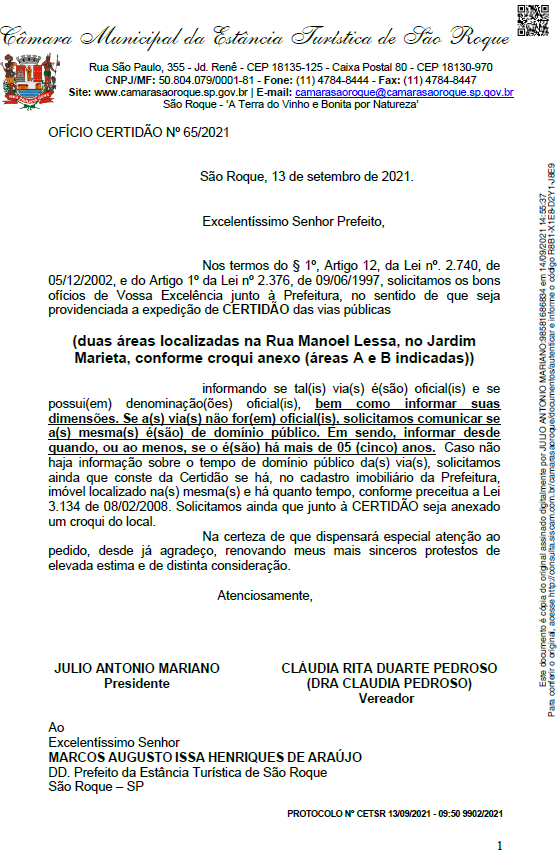 Câmara Municipal da Estância Turística de São Roque
Rua São Paulo, 355 - Jd. Renê - CEP 18135-125 - Caixa Postal 80 - CEP 18130-970
CNPJ/MF: 50.804.079/0001-81 - Fone: (11) 4784-8444 - Fax: (11) 4784-8447
Site: www.camarasaoroque.sp.gov.br | E-mail: camarasaoroque@camarasaoroque.sp.gov.br
São Roque - 'A Terra do Vinho e Bonita por Natureza'
OFÍCIO CERTIDÃO Nº 65/2021
São Roque, 13 de setembro de 2021.
Excelentíssimo Senhor Prefeito,
Nos termos do § 1º, Artigo 12, da Lei nº. 2.740, de
05/12/2002, e do Artigo 1º da Lei nº 2.376, de 09/06/1997, solicitamos os bons
ofícios de Vossa Excelência junto à Prefeitura, no sentido de que seja
providenciada a expedição de CERTIDÃO das vias públicas
(duas áreas localizadas na Rua Manoel Lessa, no Jardim
Marieta, conforme croqui anexo (áreas A e B indicadas))
informando se tal(is) via(s) é(são) oficial(is) e se
possui(em) denominação(ões) oficial(is), bem como informar suas
dimensões. Se a(s) via(s) não for(em) oficial(is), solicitamos comunicar se
a(s) mesma(s) é(são) de domínio público. Em sendo, informar desde
quando, ou ao menos, se o é(são) há mais de 05 (cinco) anos. Caso não
haja informação sobre o tempo de domínio público da(s) via(s), solicitamos
ainda que conste da Certidão se há, no cadastro imobiliário da Prefeitura,
imóvel localizado na(s) mesma(s) e há quanto tempo, conforme preceitua a Lei
3.134 de 08/02/2008. Solicitamos ainda que junto à CERTIDÃO seja anexado
um croqui do local.
Na certeza de que dispensará especial atenção ao
pedido, desde já agradeço, renovando meus mais sinceros protestos de
elevada estima e de distinta consideração.
Atenciosamente,
JULIO ANTONIO MARIANO
Presidente
CLÁUDIA RITA DUARTE PEDROSO
(DRA CLAUDIA PEDROSO)
Vereador
Ao
Excelentíssimo Senhor
MARCOS AUGUSTO ISSA HENRIQUES DE ARAÚJO
DD. Prefeito da Estância Turística de São Roque
São Roque – SP
PROTOCOLO Nº CETSR 13/09/2021 - 09:50 9902/2021
1
Este documento é cópia do original assinado digitalmente por JULIO ANTONIO MARIANO:98581686834 em 14/09/2021 14:55:37
Para conferir o original, acesse http://consulta.siscam.com.br/camarasaoroque/documentos/autenticar e informe o código R8B1-X1E8-D2Y1-J8E9